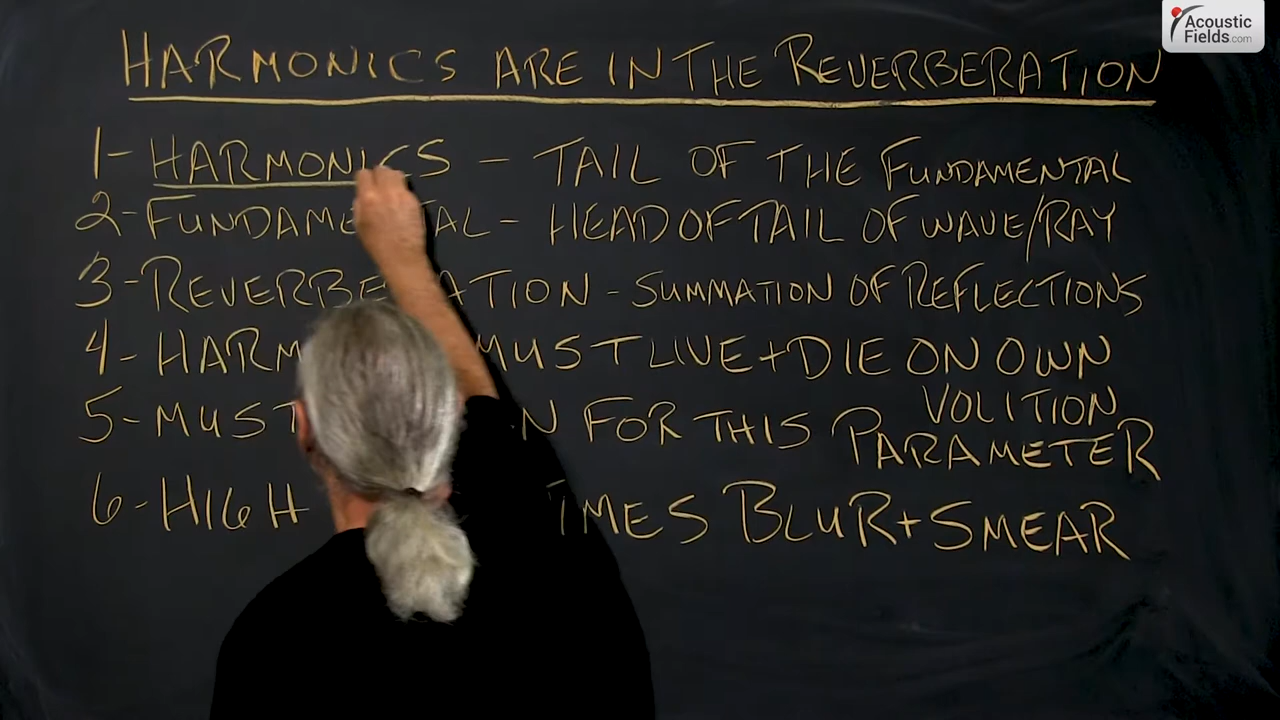 Acoustic
Fields.com
HARMONICS ARE IN THE REVERBERATION
1- HARMONICS - TAIL OF THE FUNDAMENTAL
2- FUNDAME AL - HEAD OF TAIL OF WAVE/RAY
3- REVERBE ATION - SUMMATION OF REFLECTIONS
4- HARM MUST LIVE + DIE ON OWN
VOLITION
5- MUST N FOR THIS PARAMETER
6- HIGH IMES BLUR + SMEAR